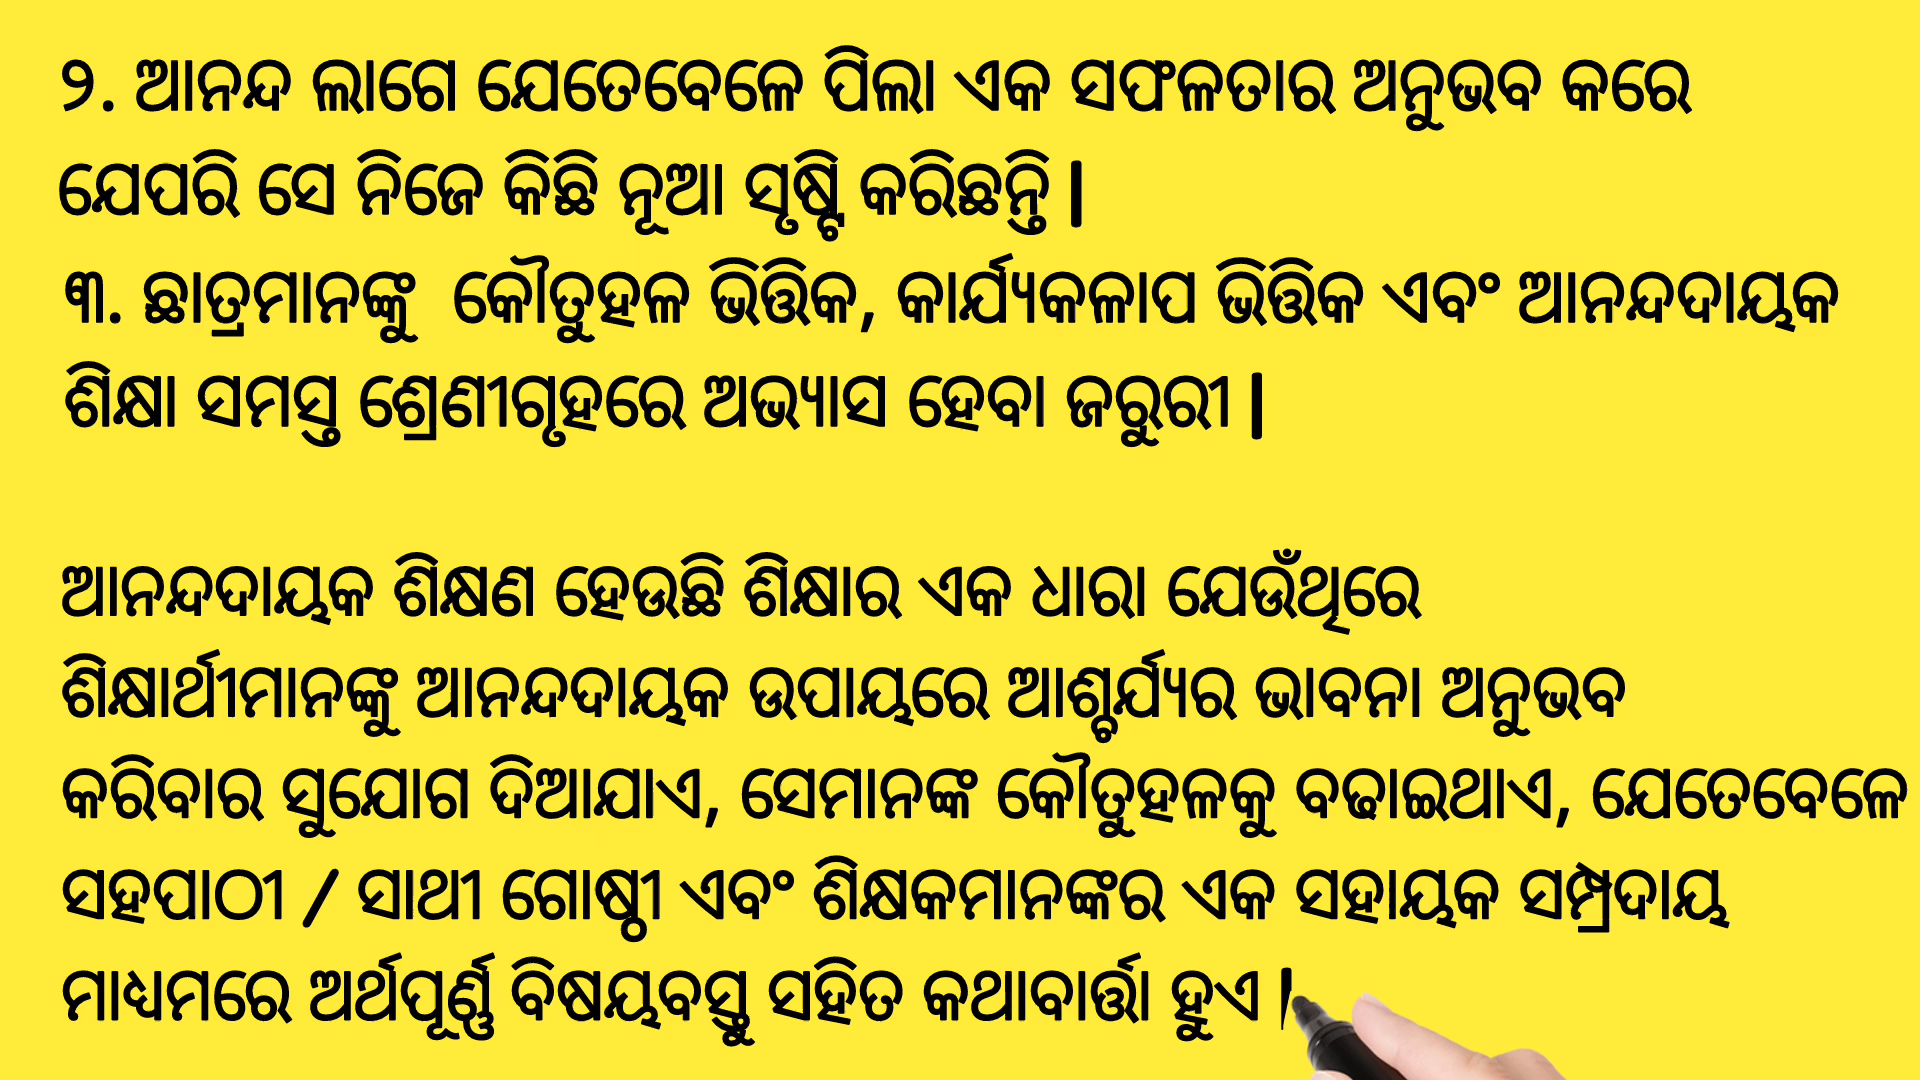 ୨. ଆନନ୍ଦ ଲାଗେ ଯେତେବେଳେ ପିଲା ଏକ ସଫଳତାର ଅନୁଭବ କରେ
ଯେପରି ସେ ନିଜେ କିଛି ନୂଆ ସୃଷ୍ଟି କରିଛନ୍ତି |
୩. ଛାତ୍ରମାନଙ୍କୁ  କୌତୁହଳ ଭିତ୍ତିକ, କାର୍ଯ୍ୟକଳାପ ଭିତ୍ତିକ ଏବଂ ଆନନ୍ଦଦାୟକ
ଶିକ୍ଷା ସମସ୍ତ ଶ୍ରେଣୀଗୃହରେ ଅଭ୍ୟାସ ହେବା ଜରୁରୀ |
ଆନନ୍ଦଦାୟକ ଶିକ୍ଷଣ ହେଉଛି ଶିକ୍ଷାର ଏକ ଧାରା ଯେଉଁଥିରେ
ଶିକ୍ଷାର୍ଥୀମାନଙ୍କୁ ଆନନ୍ଦଦାୟକ ଉପାୟରେ ଆଶ୍ଚର୍ଯ୍ୟର ଭାବନା ଅନୁଭବ
କରିବାର ସୁଯୋଗ ଦିଆଯାଏ, ସେମାନଙ୍କ କୌତୁହଳକୁ ବଢାଇଥାଏ, ଯେତେବେଳେ
ସହପାଠୀ / ସାଥୀ ଗୋଷ୍ଠୀ ଏବଂ ଶିକ୍ଷକମାନଙ୍କର ଏକ ସହାୟକ ସମ୍ପ୍ରଦାୟ
ମାଧ୍ୟମରେ ଅର୍ଥପୂର୍ଣ୍ଣ ବିଷୟବସ୍ତୁ ସହିତ କଥାବାର୍ତ୍ତା ହୁଏ |